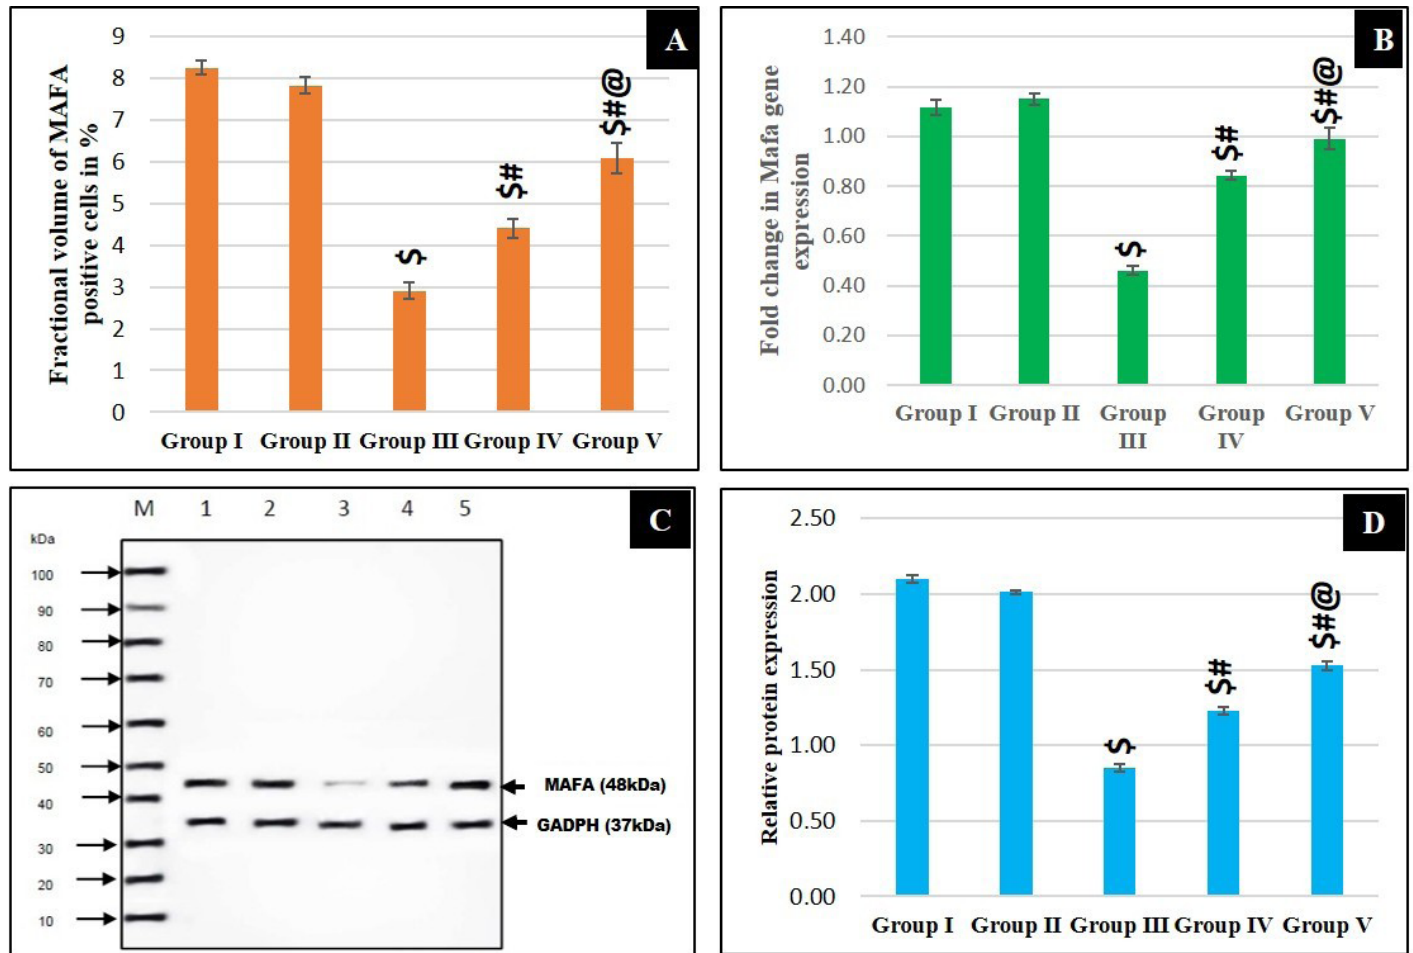 A
Fractional volume of MAFA
positive cells in %
9
8
7
6
5
4
3
2
1
0
$
$#
$#@
Group I Group II Group III Group IV Group V
B
Fold change in Mafa gene
expression
1.40
1.20
1.00
0.80
0.60
0.40
0.20
0.00
$
$#
$#@
Group I Group II Group Group Group V
III IV
C
M 1 2 3 4 5
kDa
100
90
80
70
60
50
40
30
20
10
MAFA (48kDa)
GADPH (37kDa)
D
Relative protein expression
2.50
2.00
1.50
1.00
0.50
0.00
$
$#
$#@
Group I Group II Group III Group IV Group V